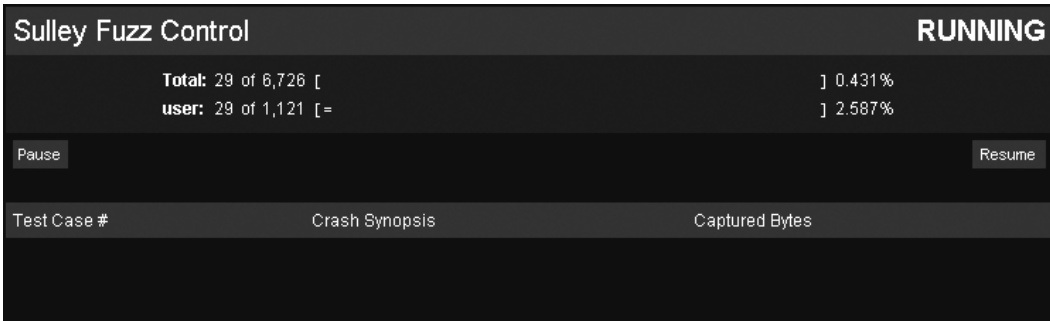 Sulley Fuzz Control RUNNING
Total: 29 of 6,726 [ ] 0.431%
user: 29 of 1,121 [= ] 2.587%
Pause Resume
Test Case # Crash Synopsis Captured Bytes